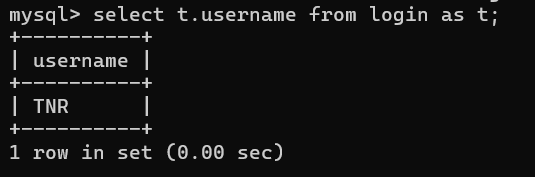 mysql> select t.username from login as t;
+----------+
| username |
+----------+
| TNR      |
+----------+
1 row in set (0.00 sec)